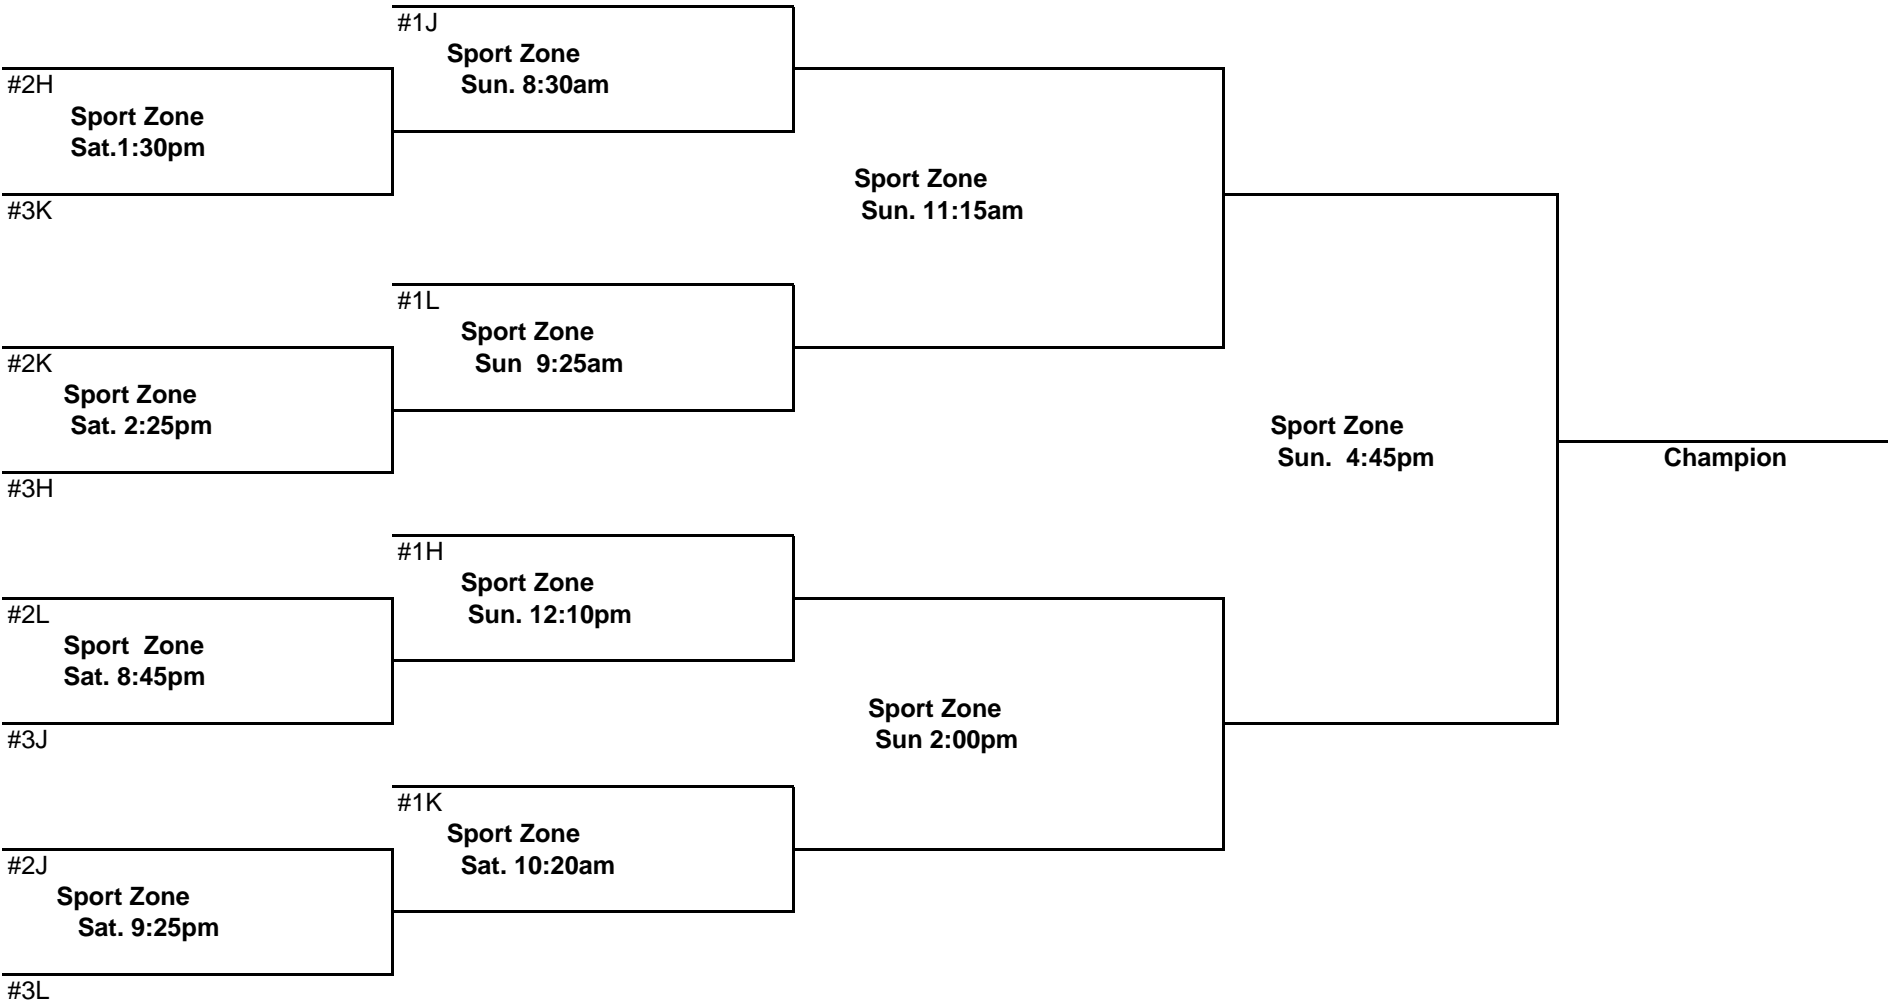 #1J
Sport Zone
Sun. 8:30am
#2H
Sport Zone
Sat.1:30pm
#3K
Sport Zone
Sun. 11:15am
#1L
Sport Zone
Sun  9:25am
#2K
Sport Zone
Sat. 2:25pm
#3H
Sport Zone
Sun.  4:45pm
Champion
#1H
Sport Zone
Sun. 12:10pm
#2L
Sport  Zone
Sat. 8:45pm
#3J
Sport Zone
Sun 2:00pm
#1K
Sport Zone
Sat. 10:20am
#2J
Sport Zone
Sat. 9:25pm
#3L